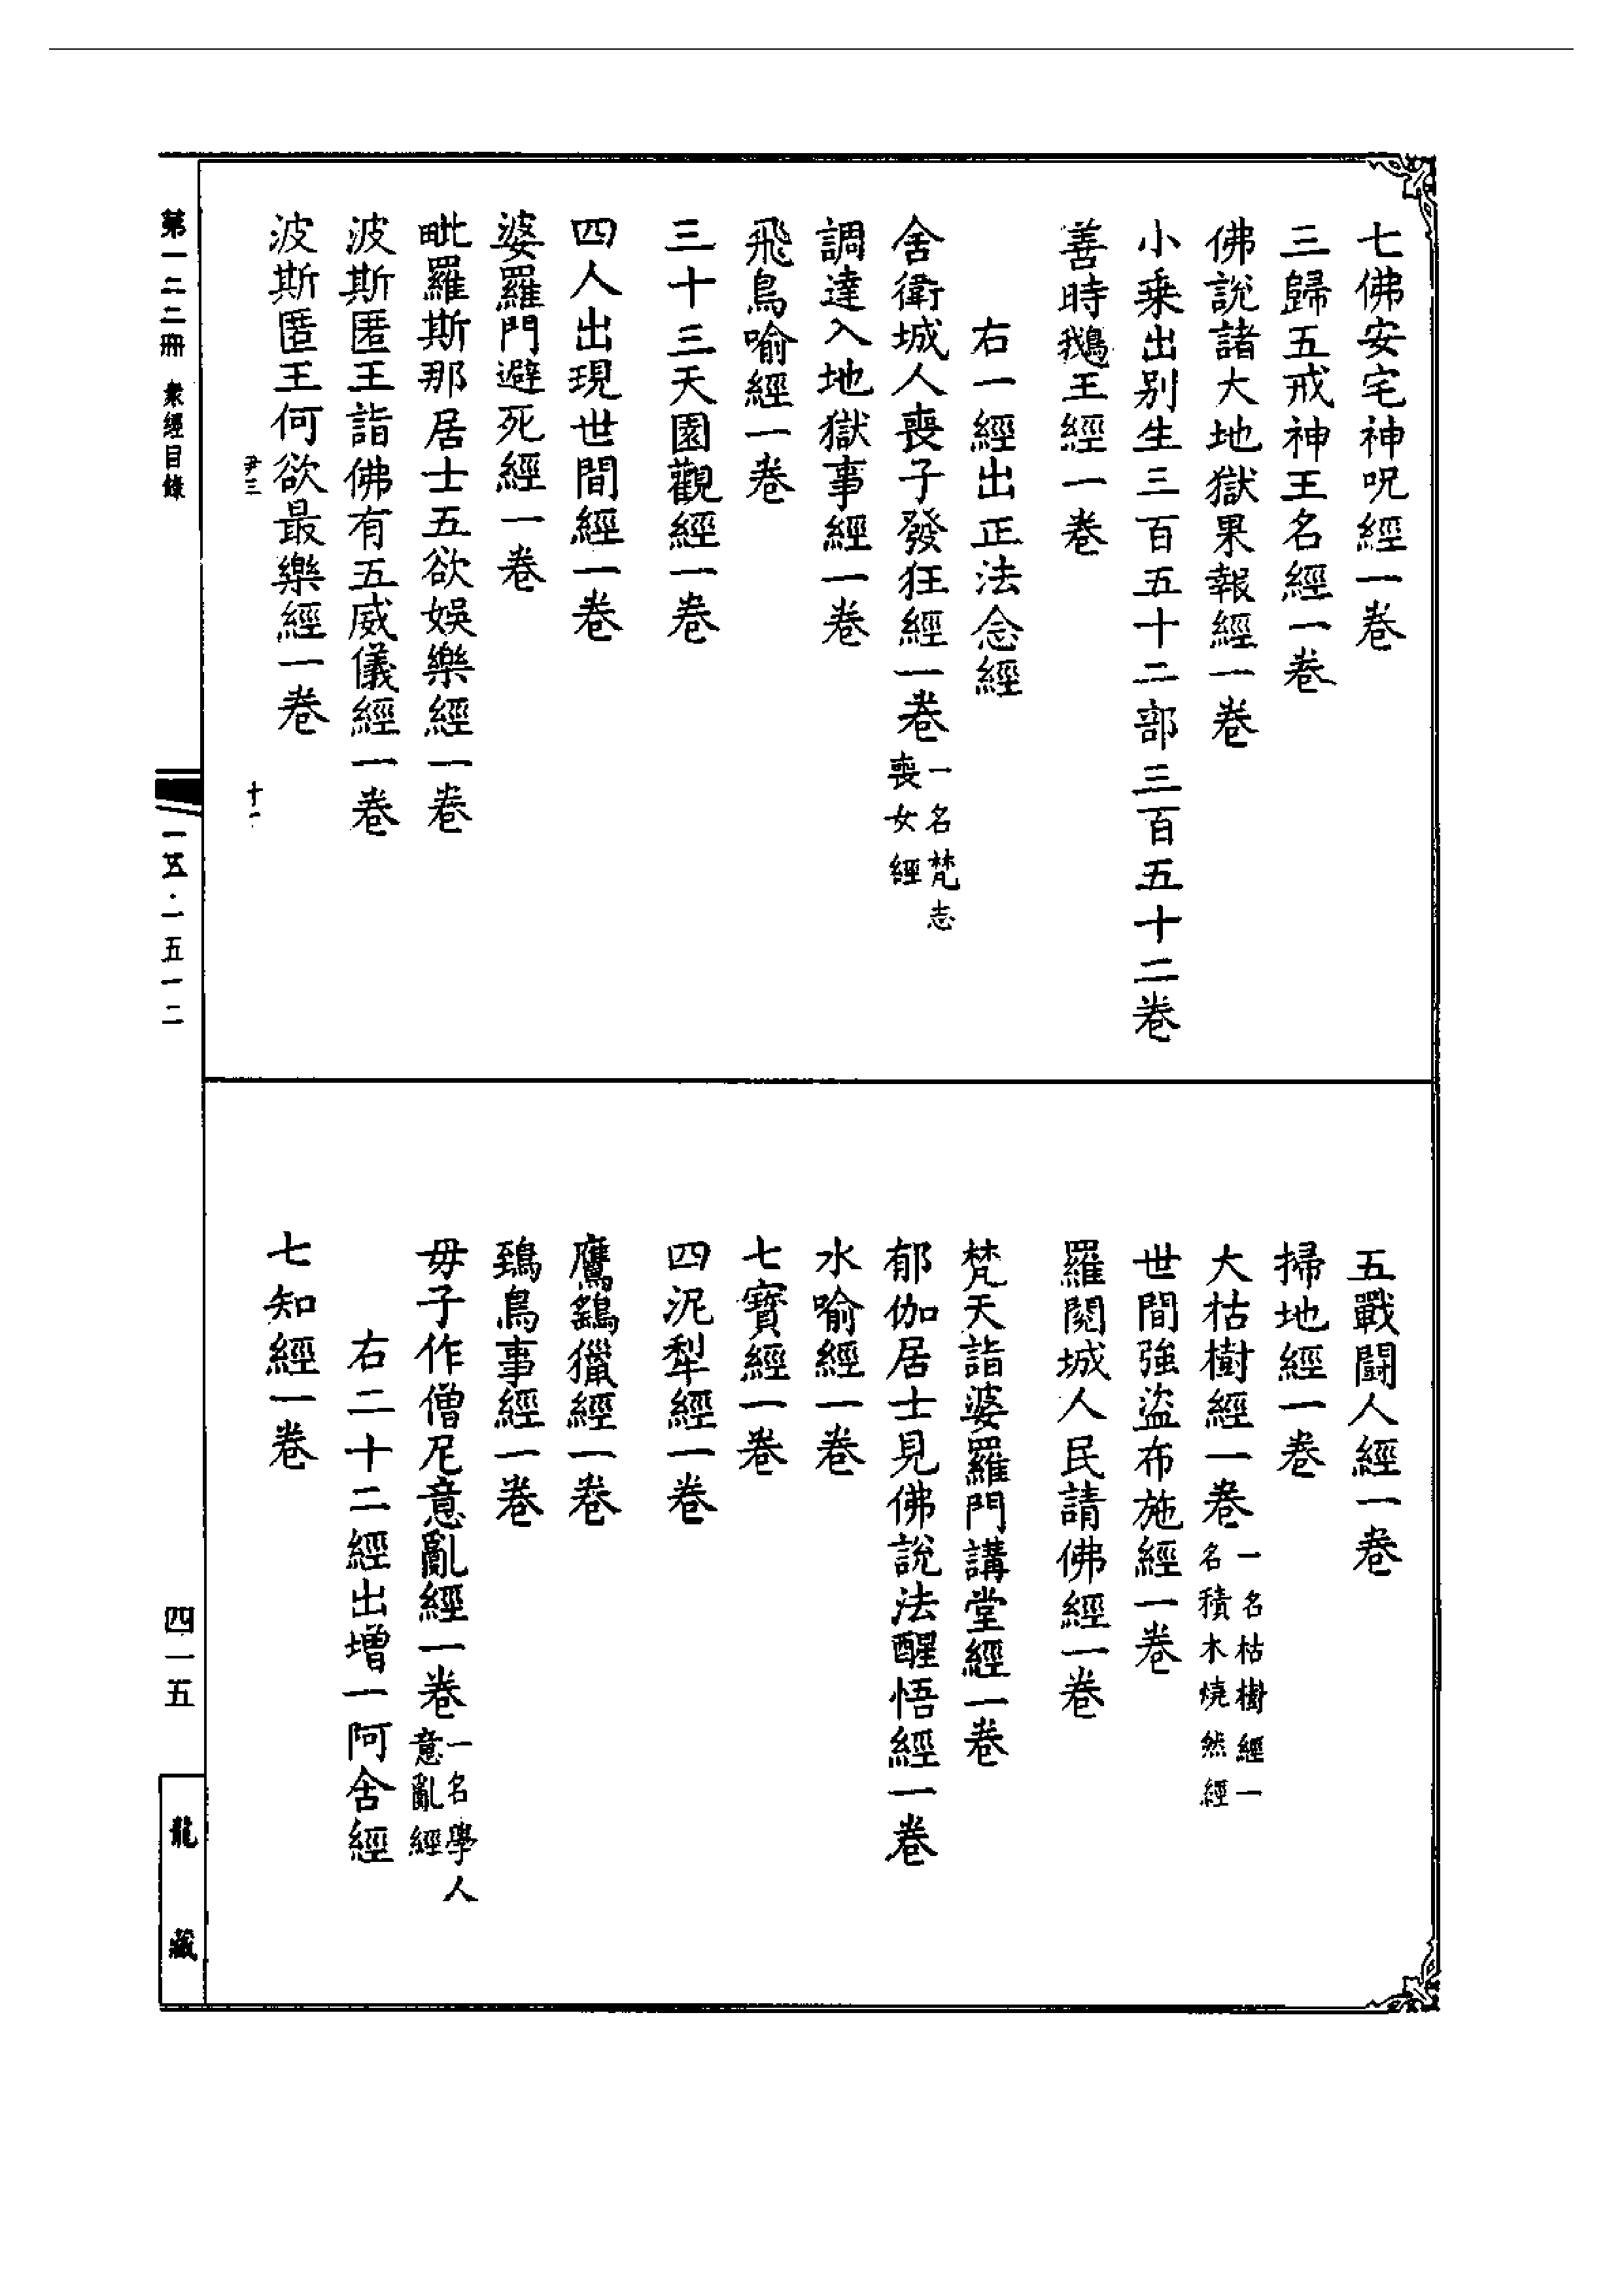 七佛安宅神呪經一卷
三歸五戒神王名經一卷
佛說諸大地獄果報經一卷
小乗出別生三百五十二部三百五十二卷
善時鵝王經一卷
右一經出正法念經
舍衛城人喪子發狂經一卷一名梵志喪女經
調達入地獄事經一卷
飛鳥喻經一卷
三十三天園觀經一卷
四人出現世間經一卷
婆羅門避死經一卷
毗羅斯那居士五欲娛樂經一卷
波斯匿王詣佛有五威儀經一卷
波斯匿王何欲最樂經一卷
尹三 十一
五戰鬪人經一卷
掃地經一卷
大枯樹經一卷一名枯樹經一名積木燒然經
世間強盜布施經一卷
羅閱城人民請佛經一卷
梵天詣婆羅門講堂經一卷
郁伽居士見佛說法醒悟經一卷
水喻經一卷
七寶經一卷
四泥犁經一卷
鷹鷂獵經一卷
鵄鳥事經一卷
毋子作僧尼意亂經一卷一名學人意亂經
右二十二經出增一阿含經
七知經一卷
第一二二冊 衆經目錄
一五五·一五一二
四一五
龍藏